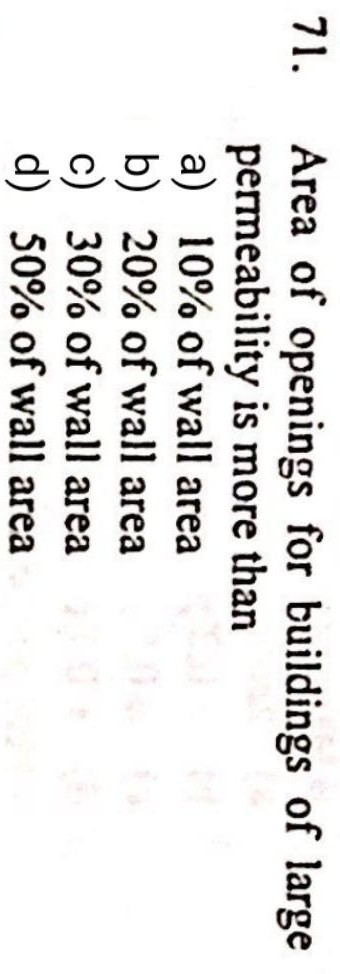 71. Area of openings for buildings of large
permeability is more than
a) 10% of wall area
b) 20% of wall area
c) 30% of wall area
d) 50% of wall area